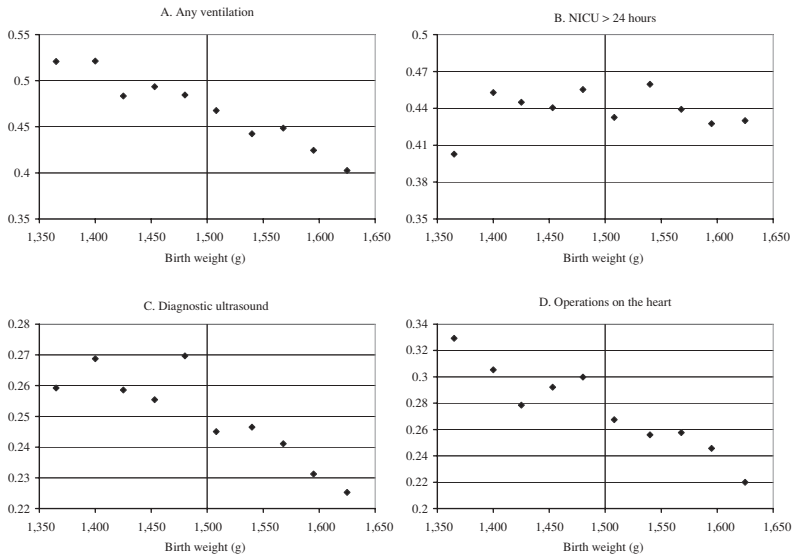 A. Any ventilation
0.55
0.5
0.45
0.4
0.35
1,350 1,400 1,450 1,500 1,550 1,600 1,650
Birth weight (g)
B. NICU > 24 hours
0.5
0.47
0.44
0.41
0.38
0.35
1,350 1,400 1,450 1,500 1,550 1,600 1,650
Birth weight (g)
C. Diagnostic ultrasound
0.28
0.27
0.26
0.25
0.24
0.23
0.22
1,350 1,400 1,450 1,500 1,550 1,600 1,650
Birth weight (g)
D. Operations on the heart
0.34
0.32
0.3
0.28
0.26
0.24
0.22
0.2
1,350 1,400 1,450 1,500 1,550 1,600 1,650
Birth weight (g)